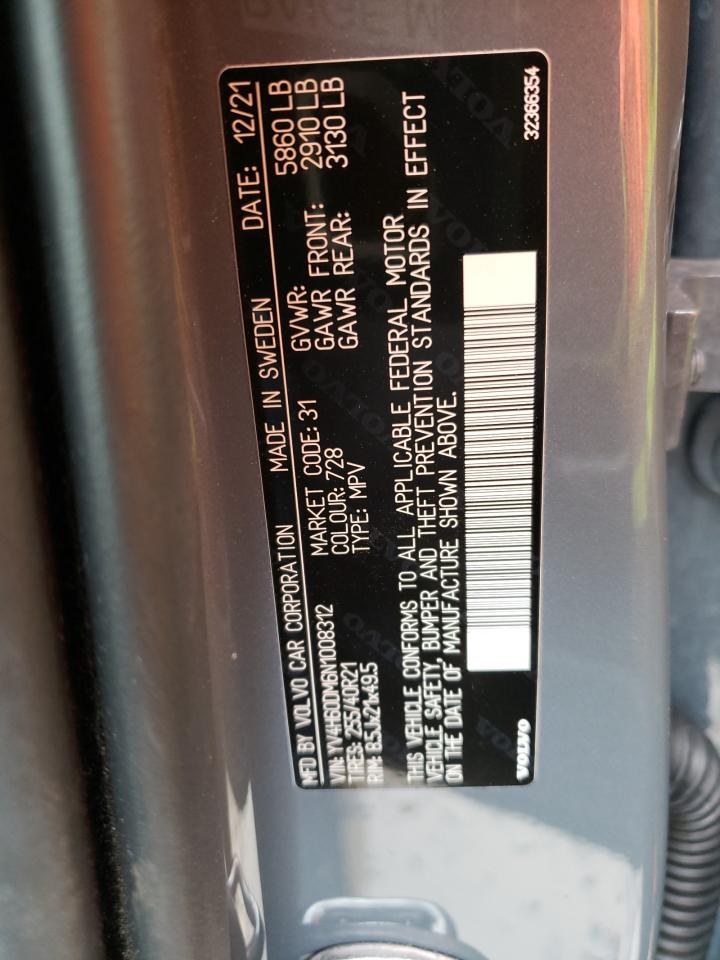 MFD BY VOLVO CAR CORPORATION MADE IN SWEDEN DATE: 12/21
VIN: YV4H60DM6N1008312 MARKET CODE: 31 GVWR: 5860 LB
TIRES: 255/40R21 COLOUR: 728 GAWR FRONT: 2910 LB
RIM: 8.5Jx21x49.5 TYPE: MPV GAWR REAR: 3130 LB
THIS VEHICLE CONFORMS TO ALL APPLICABLE FEDERAL MOTOR
VEHICLE SAFETY, BUMPER AND THEFT PREVENTION STANDARDS IN EFFECT
ON THE DATE OF MANUFACTURE SHOWN ABOVE.
VOLVO 32366354